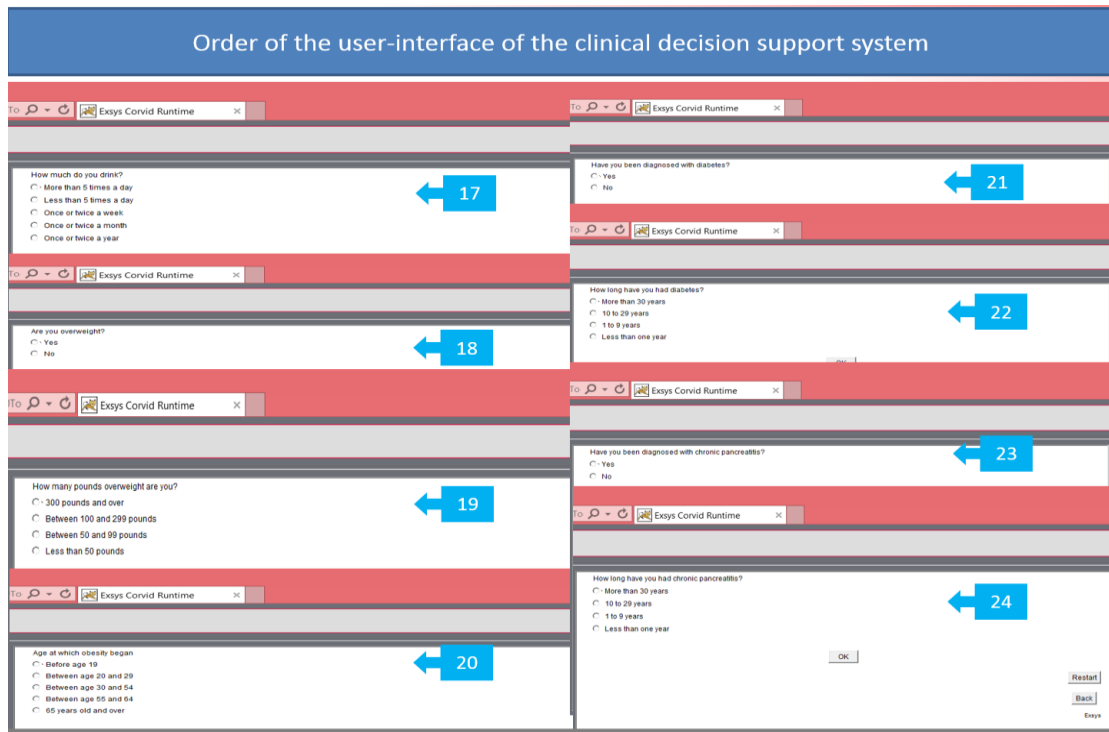 Order of the user-interface of the clinical decision support system
To
Exsys Corvid Runtime
How much do you drink?
More than 5 times a day
Less than 5 times a day
Once or twice a week
Once or twice a month
Once or twice a year
17
To
Exsys Corvid Runtime
Are you overweight?
Yes
No
18
To
Exsys Corvid Runtime
How many pounds overweight are you?
300 pounds and over
Between 100 and 299 pounds
Between 50 and 99 pounds
Less than 50 pounds
19
To
Exsys Corvid Runtime
Age at which obesity began
Before age 19
Between age 20 and 29
Between age 30 and 54
Between age 55 and 64
65 years old and over
20
To
Exsys Corvid Runtime
Have you been diagnosed with diabetes?
Yes
No
21
To
Exsys Corvid Runtime
How long have you had diabetes?
More than 30 years
10 to 29 years
1 to 9 years
Less than one year
22
OK
To
Exsys Corvid Runtime
Have you been diagnosed with chronic pancreatitis?
Yes
No
23
To
Exsys Corvid Runtime
How long have you had chronic pancreatitis?
More than 30 years
10 to 29 years
1 to 9 years
Less than one year
24
OK
Restart
Back
Exsys